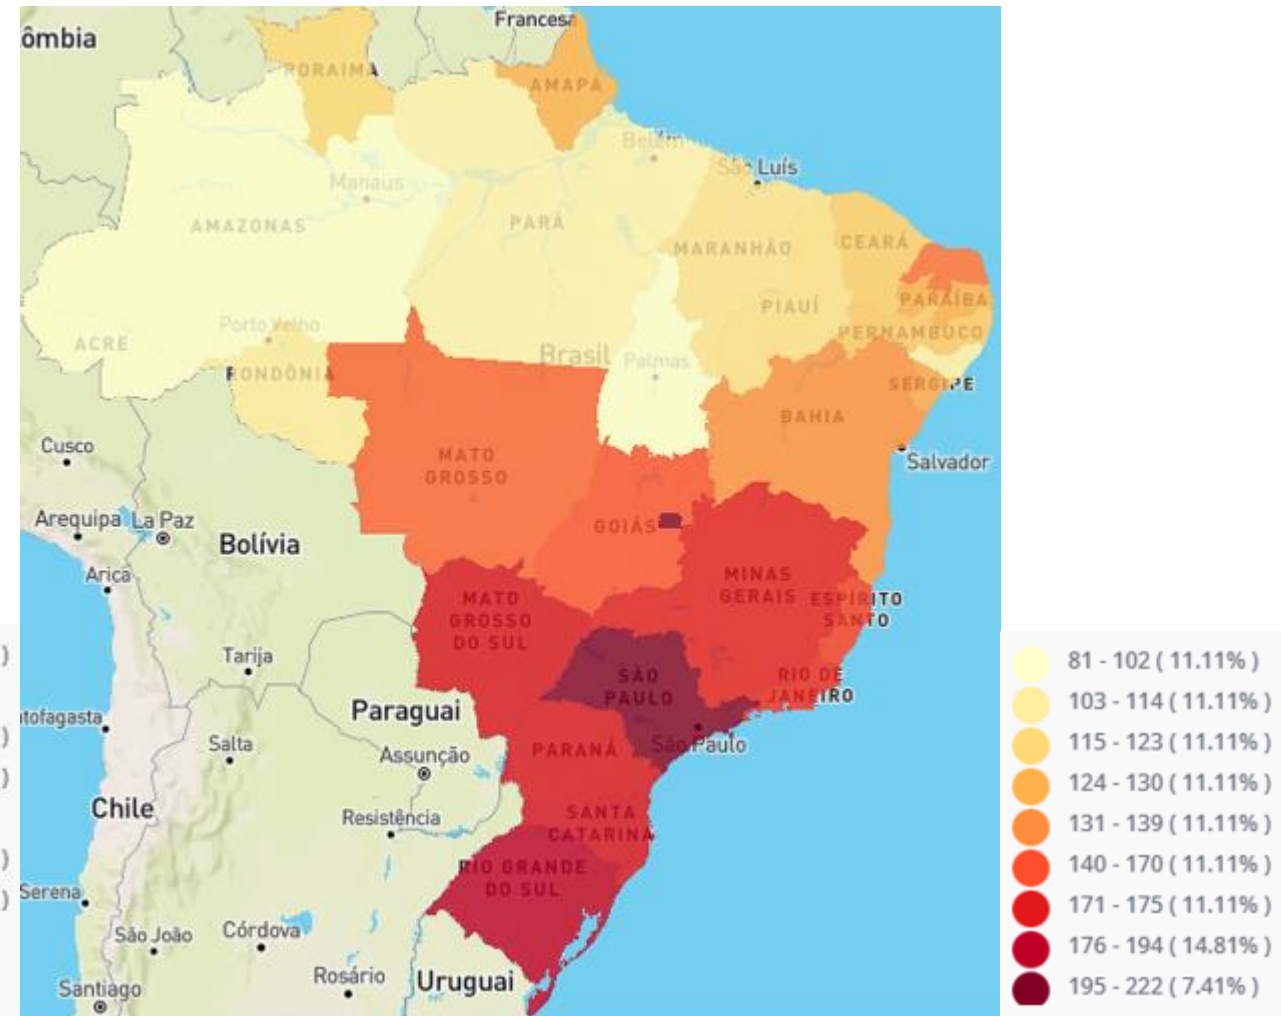 Francesa
ômbia
RORAIMA
AMAPÁ
Belém
São Luís
Manaus
AMAZONAS
PARÁ
MARANHÃO
CEARÁ
PIAUÍ
PARAÍBA
Porto Velho
PERNAMBUCO
ACRE
Brasil
Palmas
RONDÔNIA
SERGIPE
BAHIA
Cusco
MATO
GROSSO
Salvador
Arequipa
La Paz
GOIÁS
Bolívia
Arica
MINAS
GERAIS
MATO
GROSSO
DO SUL
ESPÍRITO
SANTO
Tarija
SÃO
PAULO
RIO DE
JANEIRO
)
81 - 102 ( 11.11% )
103 - 114 ( 11.11% )
115 - 123 ( 11.11% )
124 - 130 ( 11.11% )
131 - 139 ( 11.11% )
140 - 170 ( 11.11% )
171 - 175 ( 11.11% )
176 - 194 ( 14.81% )
195 - 222 ( 7.41% )
Paraguai
tofagasta
)
Salta
Assunção
PARANÁ
São Paulo
)
Chile
Resistência
SANTA
CATARINA
)
RIO GRANDE
DO SUL
)
Serena
São João
Córdova
Rosário
Uruguai
Santiago